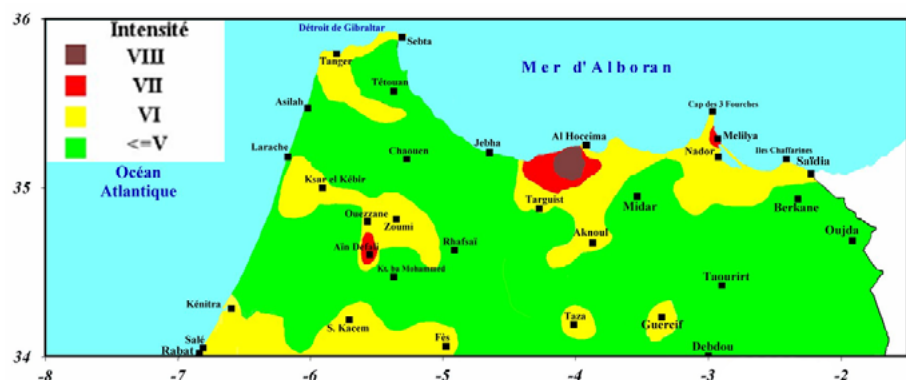 36
Intensité
VIII
VII
VI
<=V
Détroit de Gibraltar
Sebta
Tanger
Mer d'Alboran
Tétouan
Asilah
Cap des 3 Fourches
Larache
Chaouen
Jebha
Al Hoceima
Melilya
Nador
Iles Chaffarines
Saïdia
Océan
Atlantique
35
Ksar el Kébir
Targuist
Midar
Berkane
Ouezzane
Zoumi
Aknoul
Oujda
Aïn Defali
Rhafsaï
Kt. ba Mohammed
Taourirt
Kénitra
S. Kacem
Taza
Guercif
Salé
Rabat
Fès
Debdou
34
-8
-7
-6
-5
-4
-3
-2